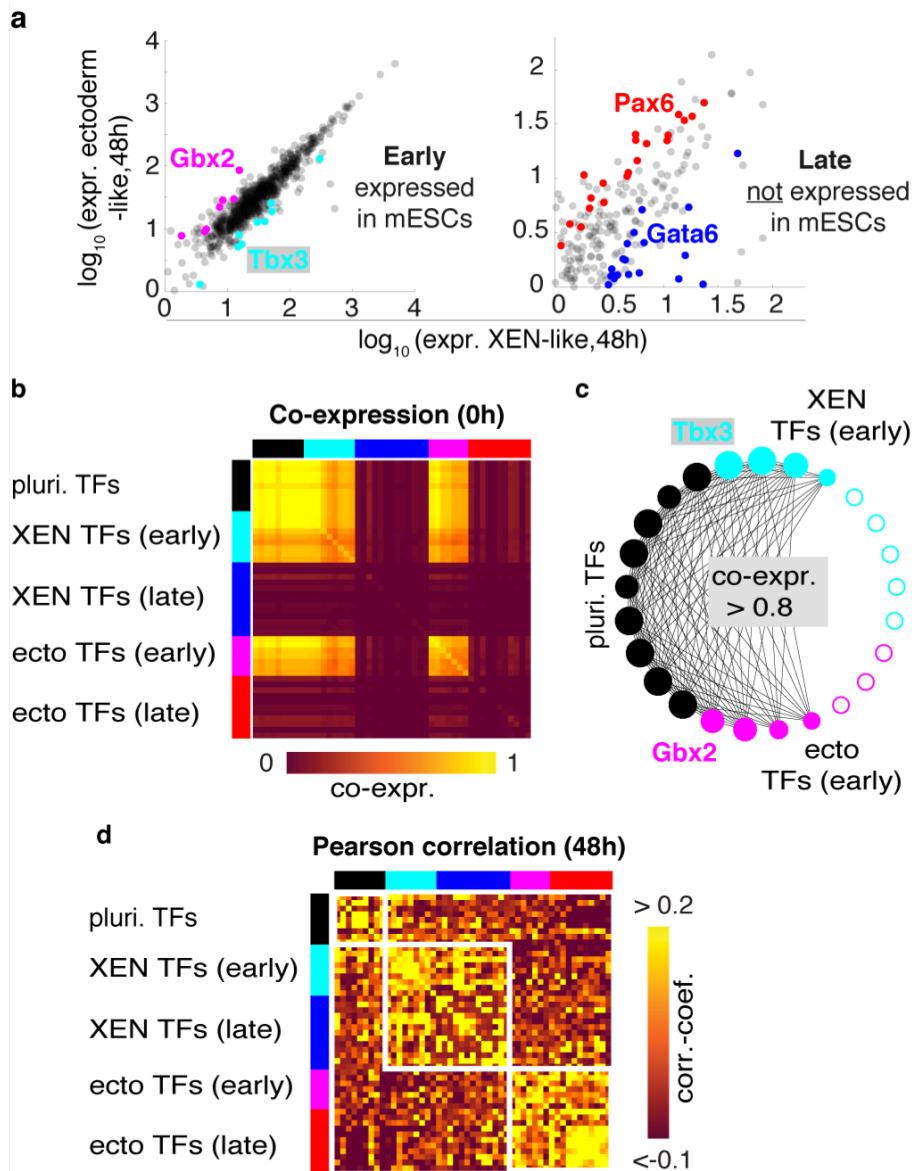 a
log10 (expr. ectoderm
-like,48h)
4
3
2
1
0
Gbx2
Tbx3
Early
expressed
in mESCs
0 1 2 3 4
2
1.5
1
0.5
0
Pax6
Gata6
Late
not expressed
in mESCs
0 0.5 1 1.5 2
log10 (expr. XEN-like,48h)
b
Co-expression (0h)
pluri. TFs
XEN TFs (early)
XEN TFs (late)
ecto TFs (early)
ecto TFs (late)
0 1
co-expr.
c
XEN
TFs (early)
Tbx3
pluri. TFs
co-expr.
> 0.8
Gbx2
ecto
TFs (early)
d
Pearson correlation (48h)
pluri. TFs
XEN TFs (early)
XEN TFs (late)
ecto TFs (early)
ecto TFs (late)
> 0.2
corr.-coef.
<-0.1